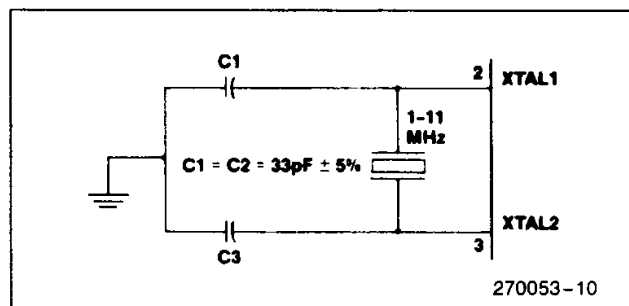 C1
2 XTAL1
1-11
MHz
C1 = C2 = 33pF ± 5%
XTAL2
3
C3
270053-10